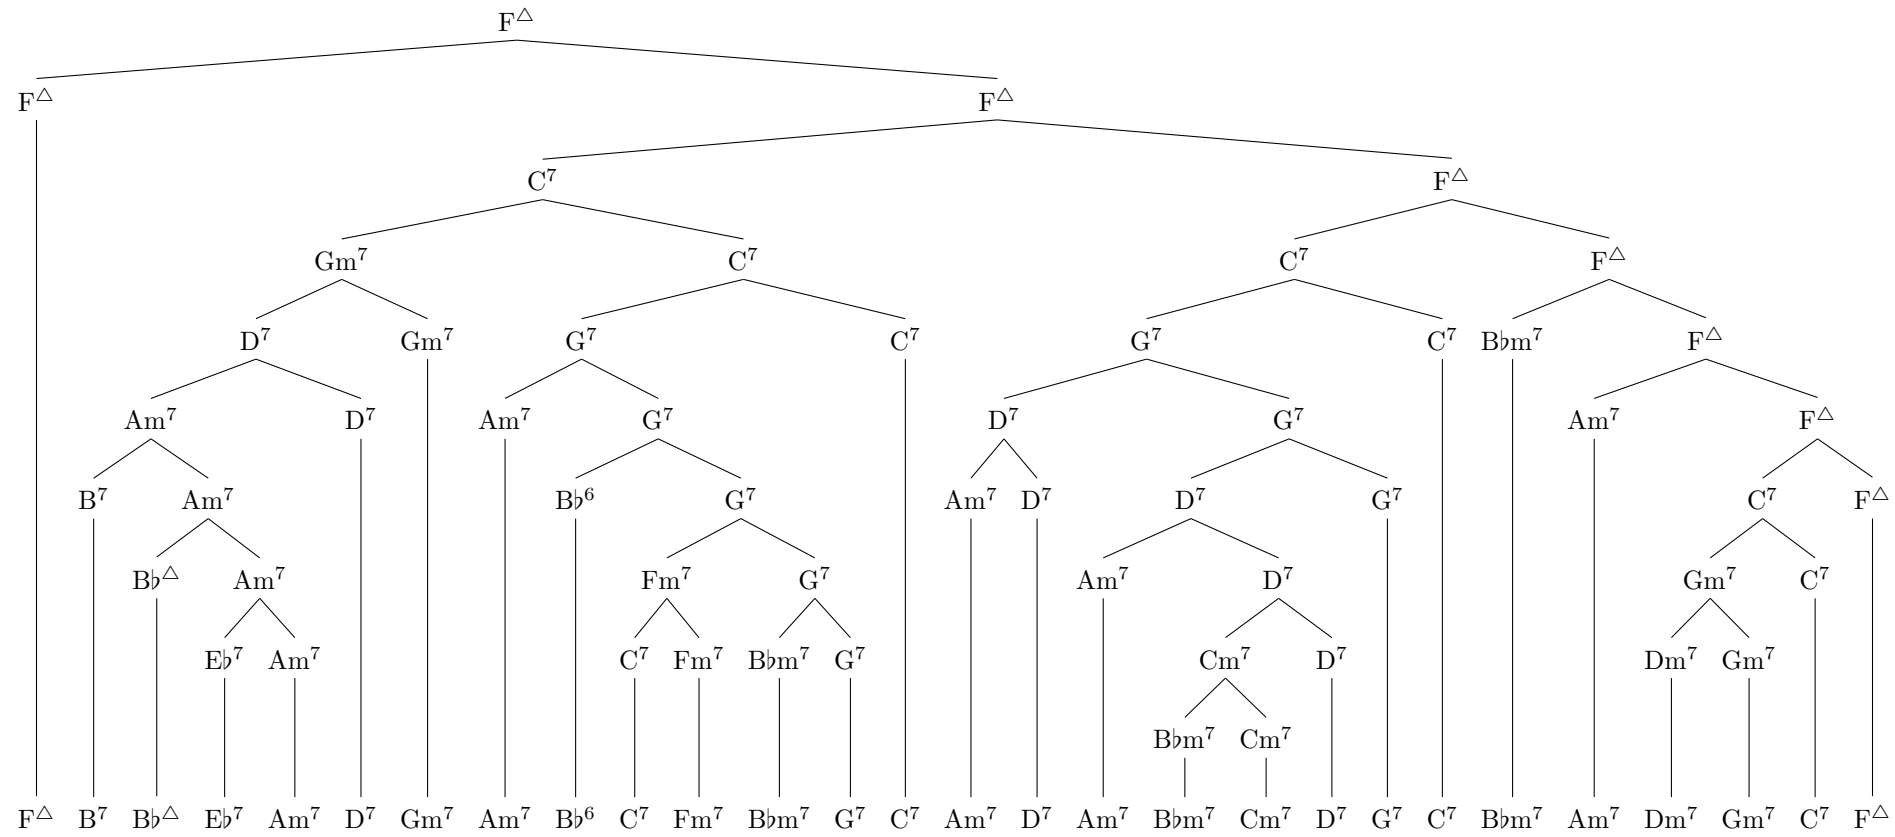 F△
F△ F△
C⁷ F△
Gm⁷ C⁷ C⁷ F△
D⁷ Gm⁷ G⁷ C⁷ G⁷ C⁷ B♭m⁷ F△
Am⁷ D⁷ Am⁷ G⁷ D⁷ G⁷ Am⁷ F△
B⁷ Am⁷ B♭⁶ G⁷ Am⁷ D⁷ D⁷ G⁷ C⁷ F△
B♭△ Am⁷ Fm⁷ G⁷ Am⁷ D⁷ Gm⁷ C⁷
E♭⁷ Am⁷ C⁷ Fm⁷ B♭m⁷ G⁷ Cm⁷ D⁷ Dm⁷ Gm⁷
B♭m⁷ Cm⁷
F△ B⁷ B♭△ E♭⁷ Am⁷ D⁷ Gm⁷ Am⁷ B♭⁶ C⁷ Fm⁷ B♭m⁷ G⁷ C⁷ Am⁷ D⁷ Am⁷ B♭m⁷ Cm⁷ D⁷ G⁷ C⁷ B♭m⁷ Am⁷ Dm⁷ Gm⁷ C⁷ F△